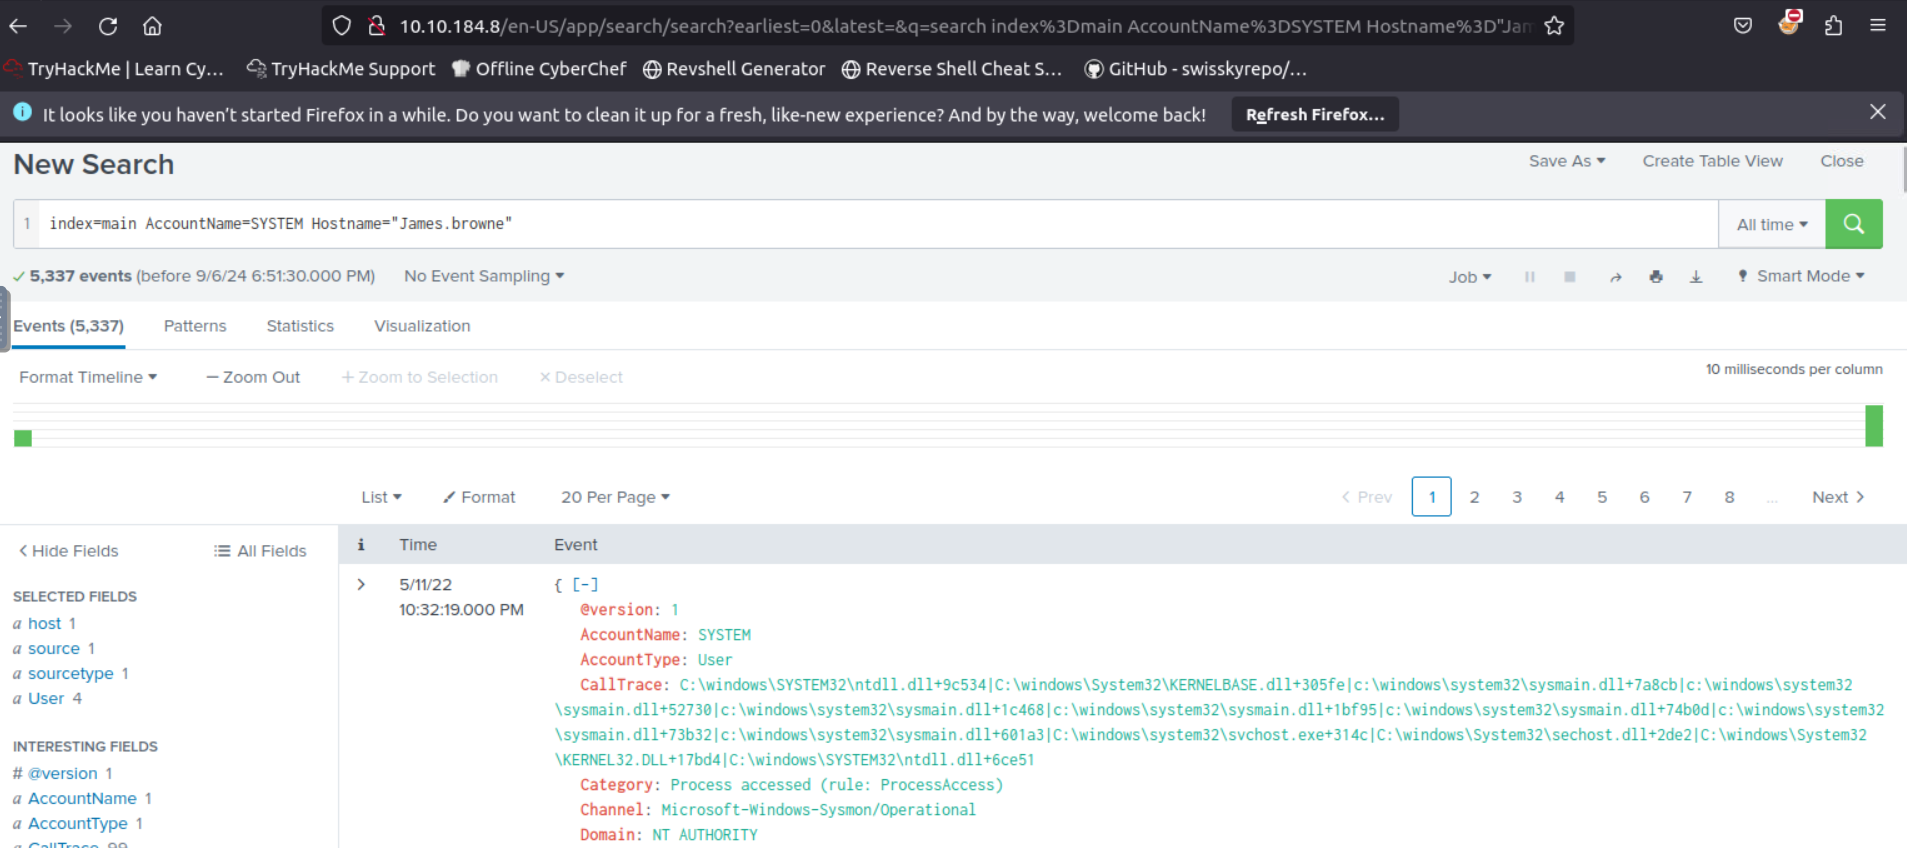 10.10.184.8/en-US/app/search/search?earliest=0&latest=&q=search index%3Dmain AccountName%3DSYSTEM Hostname%3D"Jam
TryHackMe | Learn Cy... TryHackMe Support Offline CyberChef Revshell Generator Reverse Shell Cheat S... GitHub - swisskyrepo/...
It looks like you haven't started Firefox in a while. Do you want to clean it up for a fresh, like-new experience? And by the way, welcome back! Refresh Firefox...
New Search Save As Create Table View Close
1 index=main AccountName=SYSTEM Hostname="James.browne" All time
5,337 events (before 9/6/24 6:51:30.000 PM) No Event Sampling Job Smart Mode
Events (5,337) Patterns Statistics Visualization
Format Timeline — Zoom Out + Zoom to Selection × Deselect 10 milliseconds per column
List Format 20 Per Page < Prev 1 2 3 4 5 6 7 8 ... Next >
< Hide Fields All Fields i Time Event
SELECTED FIELDS
a host 1
a source 1
a sourcetype 1
a User 4
INTERESTING FIELDS
# @version 1
a AccountName 1
a AccountType 1
a CallTrace 99
> 5/11/22
10:32:19.000 PM
{ [-]
@version: 1
AccountName: SYSTEM
AccountType: User
CallTrace: C:\windows\SYSTEM32\ntdll.dll+9c534|C:\windows\System32\KERNELBASE.dll+305fe|c:\windows\system32\sysmain.dll+7a8cb|c:\windows\system32
\sysmain.dll+52730|c:\windows\system32\sysmain.dll+1c468|c:\windows\system32\sysmain.dll+1bf95|c:\windows\system32\sysmain.dll+74b0d|c:\windows\system32
\sysmain.dll+73b32|c:\windows\system32\sysmain.dll+601a3|C:\windows\system32\svchost.exe+314c|C:\windows\System32\sechost.dll+2de2|C:\windows\System32
\KERNEL32.DLL+17bd4|C:\windows\SYSTEM32\ntdll.dll+6ce51
Category: Process accessed (rule: ProcessAccess)
Channel: Microsoft-Windows-Sysmon/Operational
Domain: NT AUTHORITY